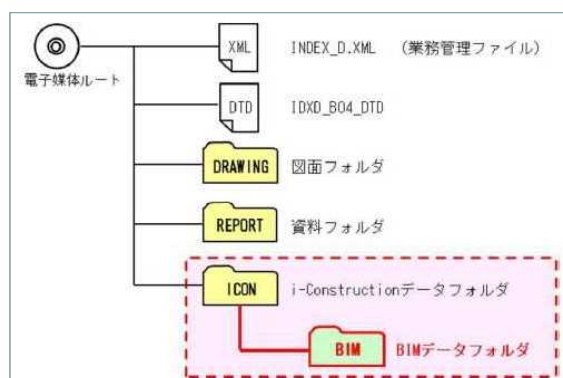 XML INDEX_D.XML (業務管理ファイル)
電子媒体ルート
DTD IDXD_B04_DTD
DRAWING 図面フォルダ
REPORT 資料フォルダ
ICON i-Constructionデータフォルダ
BIM BIMデータフォルダ